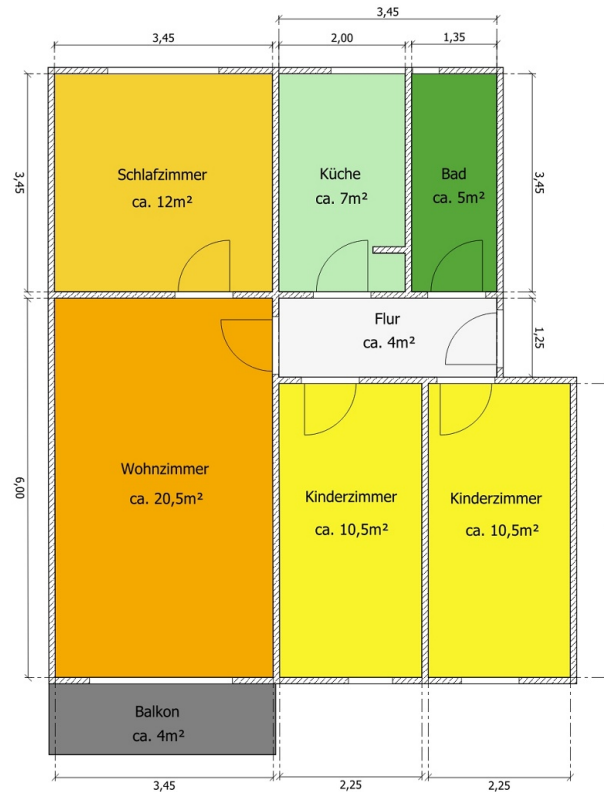 3,45
3,45
2,00
1,35
3,45
Schlafzimmer
ca. 12m²
Küche
ca. 7m²
Bad
ca. 5m²
3,45
Flur
ca. 4m²
1,25
6,00
Wohnzimmer
ca. 20,5m²
Kinderzimmer
ca. 10,5m²
Kinderzimmer
ca. 10,5m²
Balkon
ca. 4m²
3,45
2,25
2,25